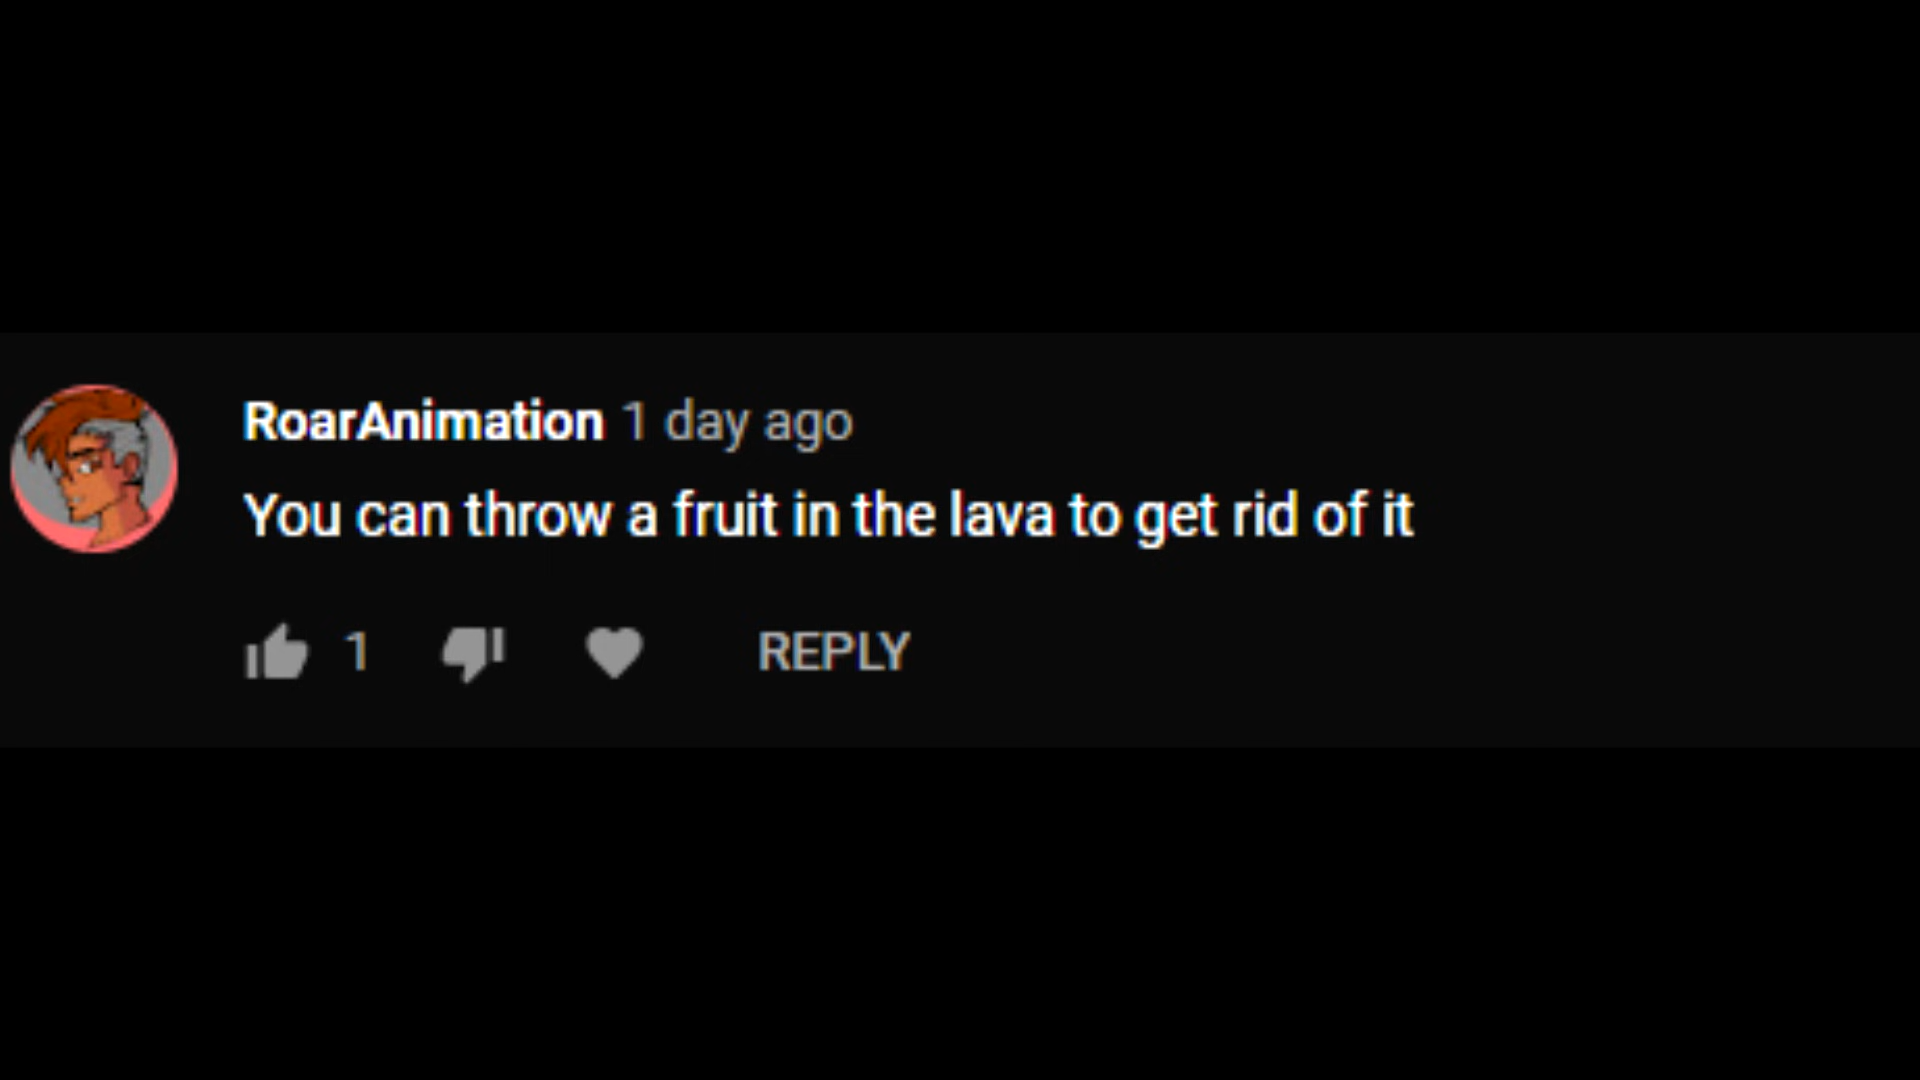 RoarAnimation 1 day ago
You can throw a fruit in the lava to get rid of it
1 REPLY